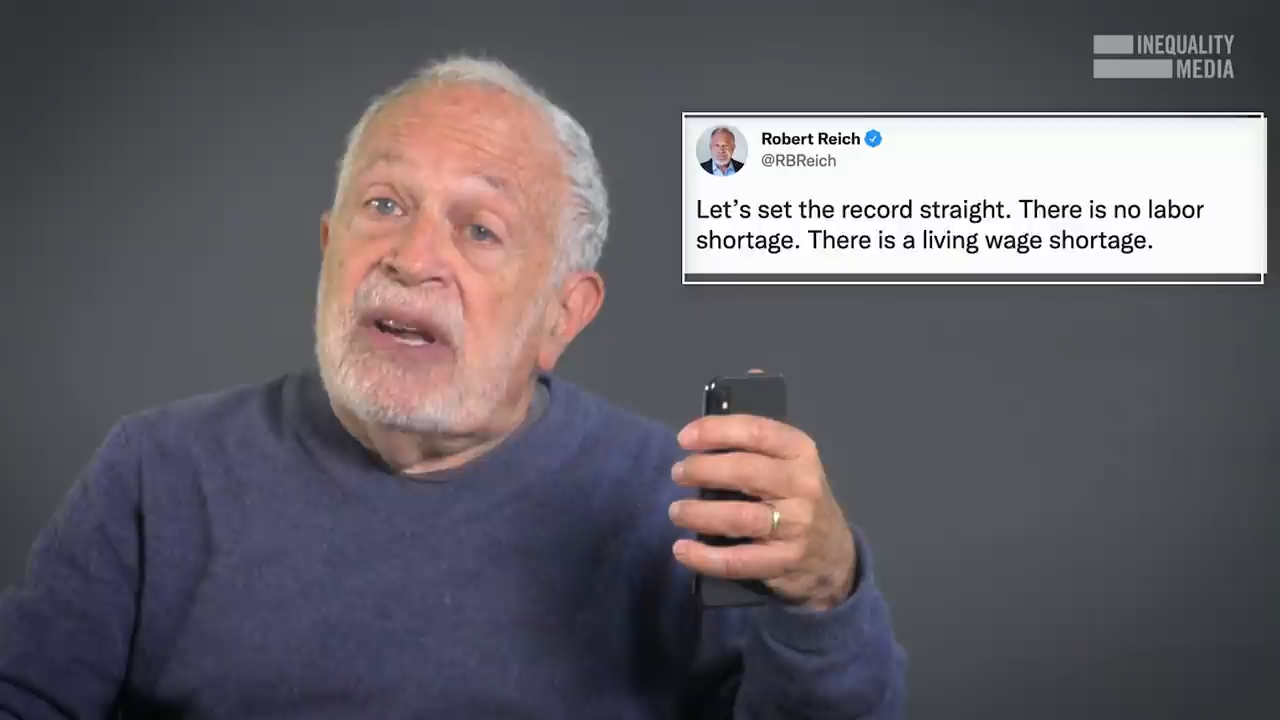 INEQUALITY
MEDIA
Robert Reich
@RBReich
Let’s set the record straight. There is no labor
shortage. There is a living wage shortage.